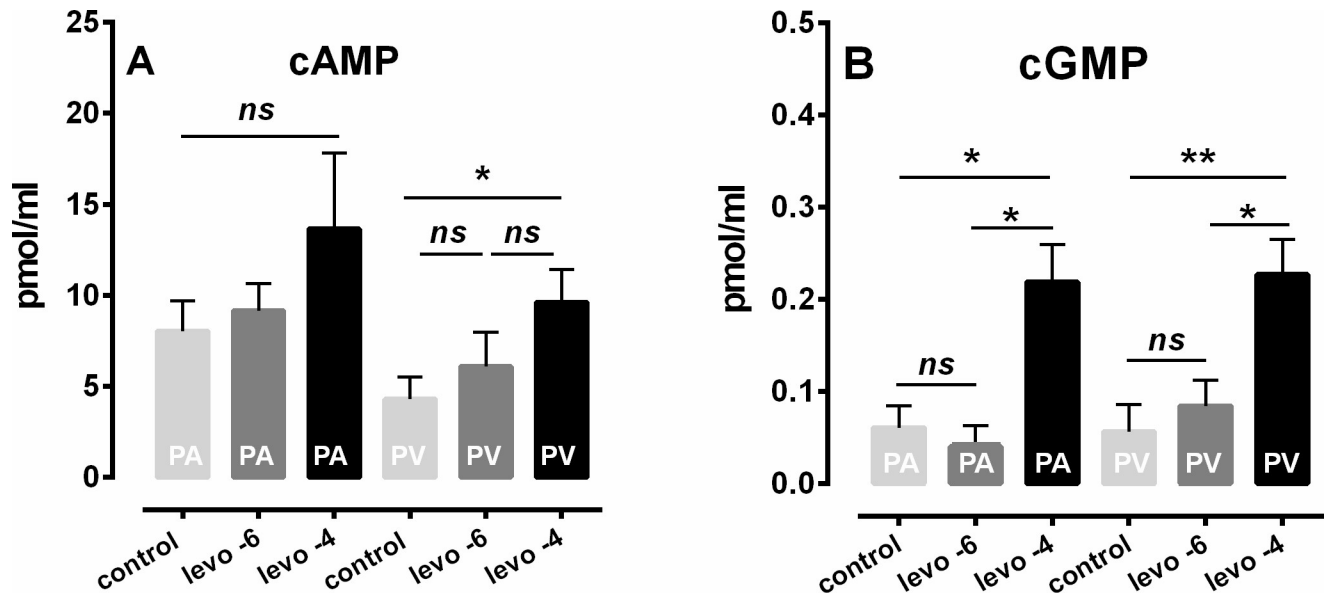 A cAMP
25
20
15
10
5
0
pmol/ml
ns
*
ns ns
PA PA PA PV PV PV
control levo -6 levo -4 control levo -6 levo -4
B cGMP
0.5
0.4
0.3
0.2
0.1
0.0
pmol/ml
* **
* *
ns ns
PA PA PA PV PV PV
control levo -6 levo -4 control levo -6 levo -4